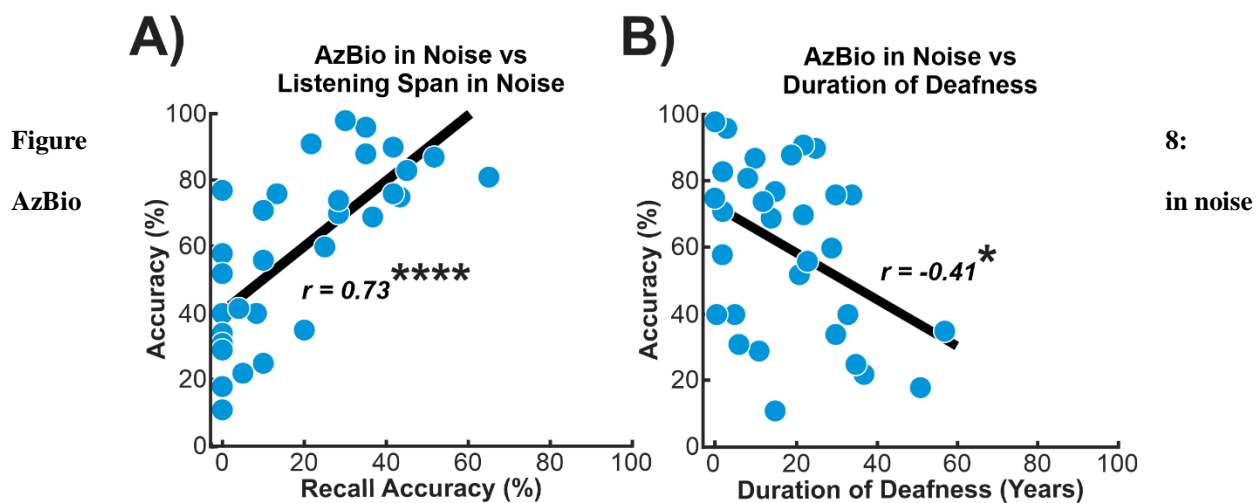 A)
AzBio in Noise vs
Listening Span in Noise
100
80
60
40
20
0
Accuracy (%)
r = 0.73****
0 20 40 60 80 100
Recall Accuracy (%)
B)
AzBio in Noise vs
Duration of Deafness
100
80
60
40
20
0
Accuracy (%)
r = -0.41*
0 20 40 60 80 100
Duration of Deafness (Years)
Figure 8:
AzBio in noise